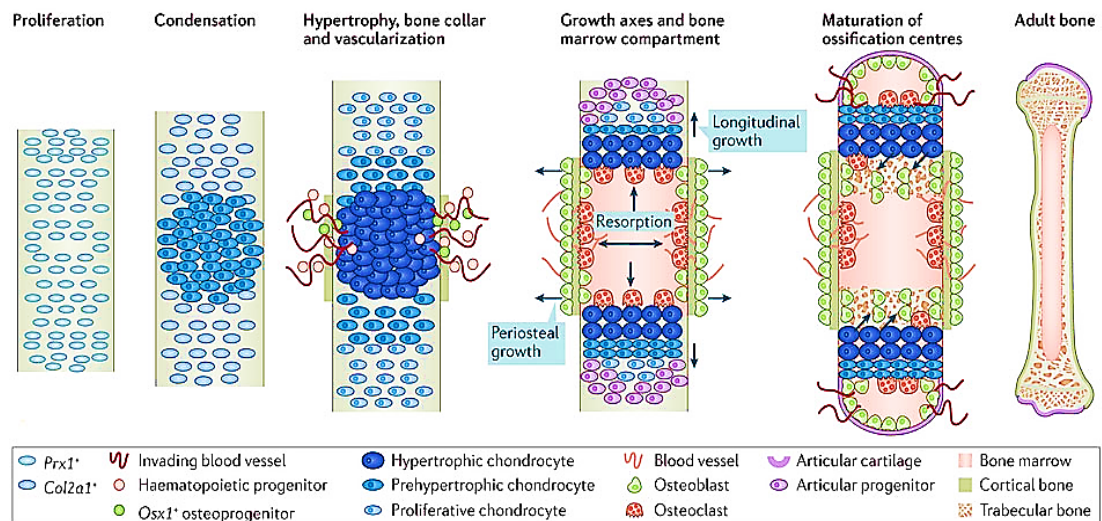 Proliferation
Condensation
Hypertrophy, bone collar
and vascularization
Growth axes and bone
marrow compartment
Maturation of
ossification centres
Adult bone
Longitudinal
growth
Resorption
Periosteal
growth
Prx1+
Col2a1+
Invading blood vessel
Haematopoietic progenitor
Osx1+ osteoprogenitor
Hypertrophic chondrocyte
Prehypertrophic chondrocyte
Proliferative chondrocyte
Blood vessel
Osteoblast
Osteoclast
Articular cartilage
Articular progenitor
Bone marrow
Cortical bone
Trabecular bone